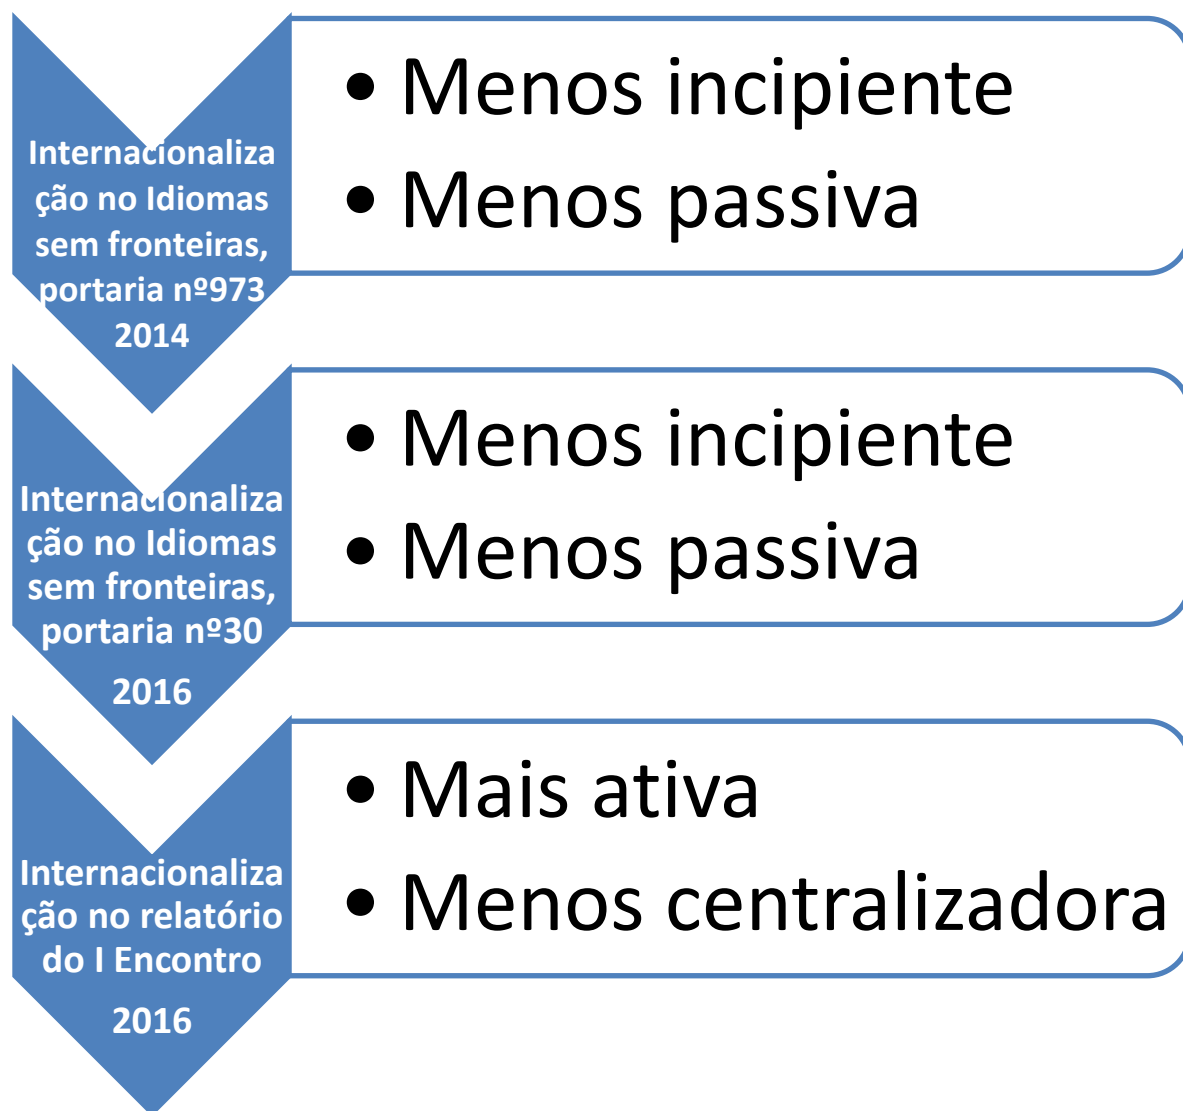 Internacionaliza
ção no Idiomas
sem fronteiras,
portaria nº973
2014
• Menos incipiente
• Menos passiva
Internacionaliza
ção no Idiomas
sem fronteiras,
portaria nº30
2016
• Menos incipiente
• Menos passiva
Internacionaliza
ção no relatório
do I Encontro
2016
• Mais ativa
• Menos centralizadora